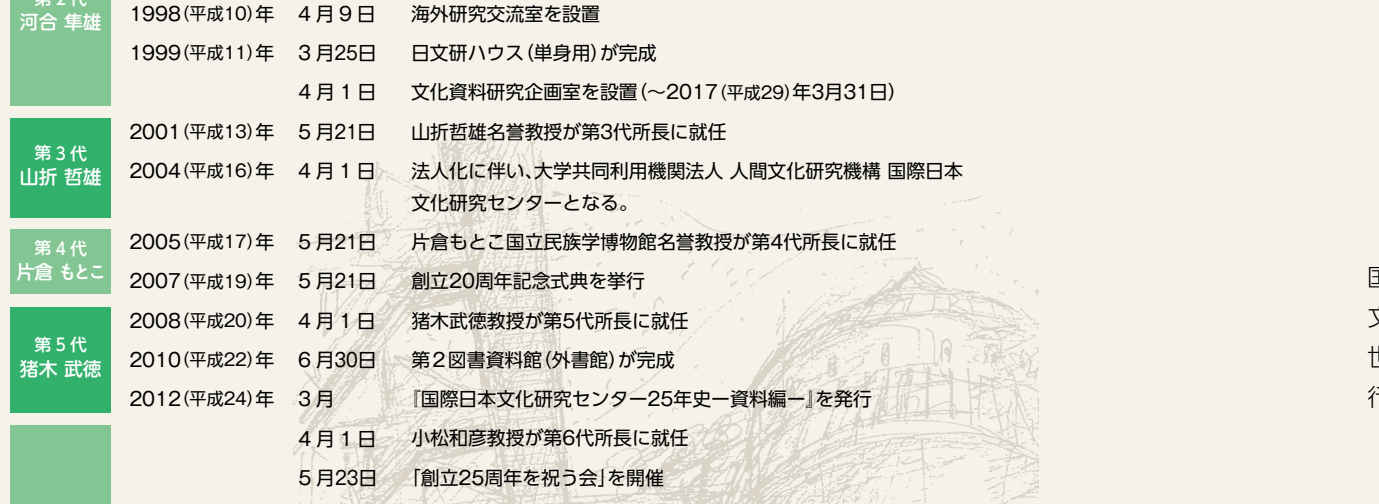 第2代
河合 隼雄
1998(平成10)年 4月9日 海外研究交流室を設置
1999(平成11)年 3月25日 日文研ハウス(単身用)が完成
4月1日 文化資料研究企画室を設置(〜2017(平成29)年3月31日)
第3代
山折 哲雄
2001(平成13)年 5月21日 山折哲雄名誉教授が第3代所長に就任
2004(平成16)年 4月1日 法人化に伴い、大学共同利用機関法人 人間文化研究機構 国際日本
文化研究センターとなる。
第4代
片倉 もとこ
2005(平成17)年 5月21日 片倉もとこ国立民族学博物館名誉教授が第4代所長に就任
2007(平成19)年 5月21日 創立20周年記念式典を挙行
第5代
猪木 武徳
2008(平成20)年 4月1日 猪木武徳教授が第5代所長に就任
2010(平成22)年 6月30日 第2図書資料館(外書館)が完成
2012(平成24)年 3月 『国際日本文化研究センター25年史ー資料編ー』を発行
4月1日 小松和彦教授が第6代所長に就任
5月23日 「創立25周年を祝う会」を開催